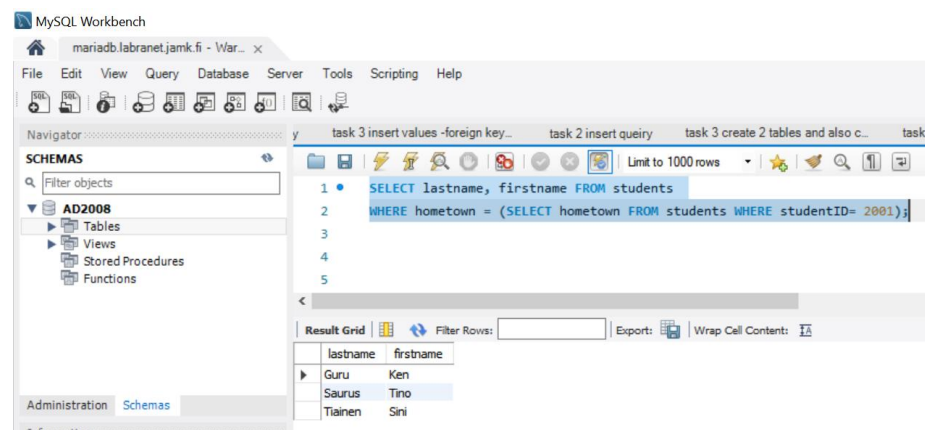 MySQL Workbench
mariadb.labranet.jamk.fi - War... ×
File Edit View Query Database Server Tools Scripting Help
Navigator
y task 3 insert values -foreign key... task 2 insert queiry task 3 create 2 tables and also c... task
SCHEMAS
Limit to 1000 rows
Filter objects
1 SELECT lastname, firstname FROM students
AD2008
2 WHERE hometown = (SELECT hometown FROM students WHERE studentID= 2001);
Tables
3
Views
4
Stored Procedures
Functions
5
Result Grid Filter Rows: Export: Wrap Cell Content:
lastname firstname
Guru Ken
Saurus Tino
Administration Schemas
Tiainen Sini